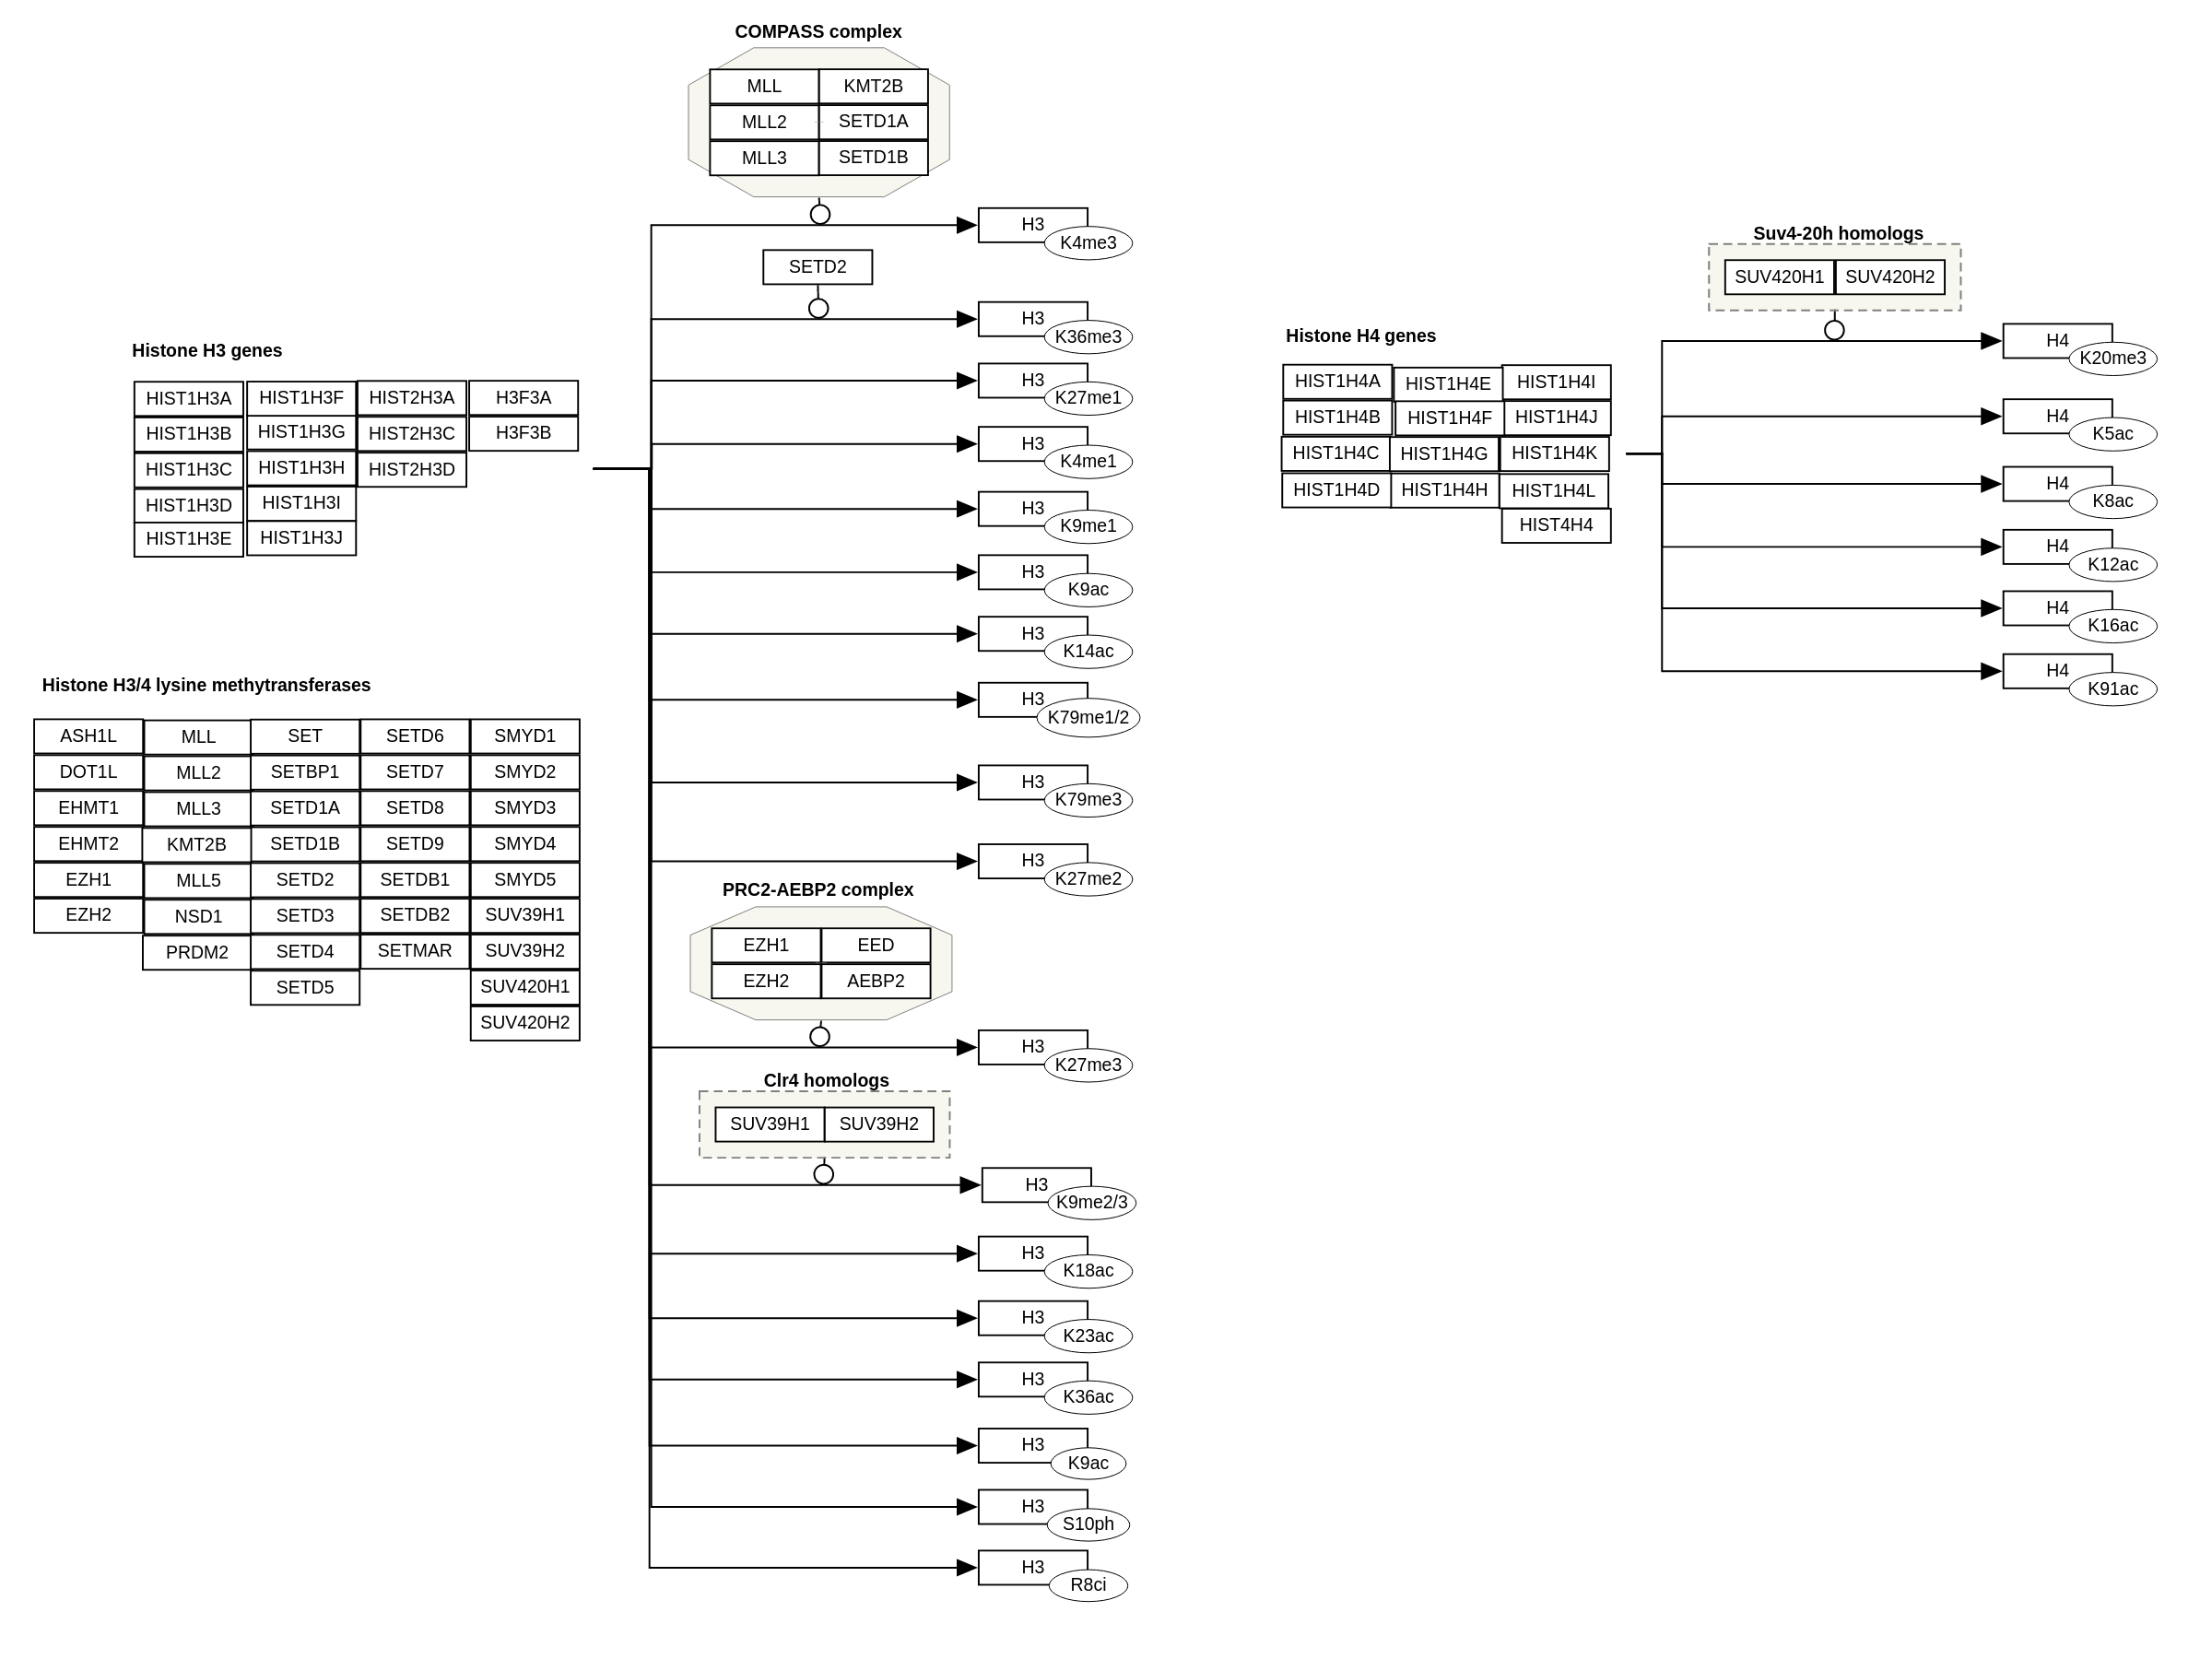 COMPASS complex
MLL KMT2B
MLL2 SETD1A
MLL3 SETD1B
H3
K4me3
SETD2
H3
K36me3
H3
K27me1
H3
K4me1
H3
K9me1
H3
K9ac
H3
K14ac
H3
K79me1/2
H3
K79me3
H3
K27me2
PRC2-AEBP2 complex
EZH1 EED
EZH2 AEBP2
H3
K27me3
Clr4 homologs
SUV39H1 SUV39H2
H3
K9me2/3
H3
K18ac
H3
K23ac
H3
K36ac
H3
K9ac
H3
S10ph
H3
R8ci
Histone H3 genes
HIST1H3A HIST1H3F HIST2H3A H3F3A
HIST1H3B HIST1H3G HIST2H3C H3F3B
HIST1H3C HIST1H3H HIST2H3D
HIST1H3D HIST1H3I
HIST1H3E HIST1H3J
Histone H3/4 lysine methytransferases
ASH1L MLL SET SETD6 SMYD1
DOT1L MLL2 SETBP1 SETD7 SMYD2
EHMT1 MLL3 SETD1A SETD8 SMYD3
EHMT2 KMT2B SETD1B SETD9 SMYD4
EZH1 MLL5 SETD2 SETDB1 SMYD5
EZH2 NSD1 SETD3 SETDB2 SUV39H1
PRDM2 SETD4 SETMAR SUV39H2
SETD5 SUV420H1
SUV420H2
Suv4-20h homologs
SUV420H1 SUV420H2
Histone H4 genes
HIST1H4A HIST1H4E HIST1H4I
HIST1H4B HIST1H4F HIST1H4J
HIST1H4C HIST1H4G HIST1H4K
HIST1H4D HIST1H4H HIST1H4L
HIST4H4
H4
K20me3
H4
K5ac
H4
K8ac
H4
K12ac
H4
K16ac
H4
K91ac